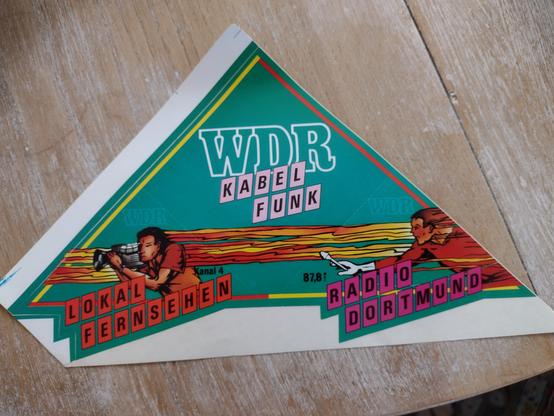 WDR
KABEL
FUNK
WDR
WDR
Kanal 4
87,8
LOKAL
FERNSEHEN
RADIO
DORTMUND